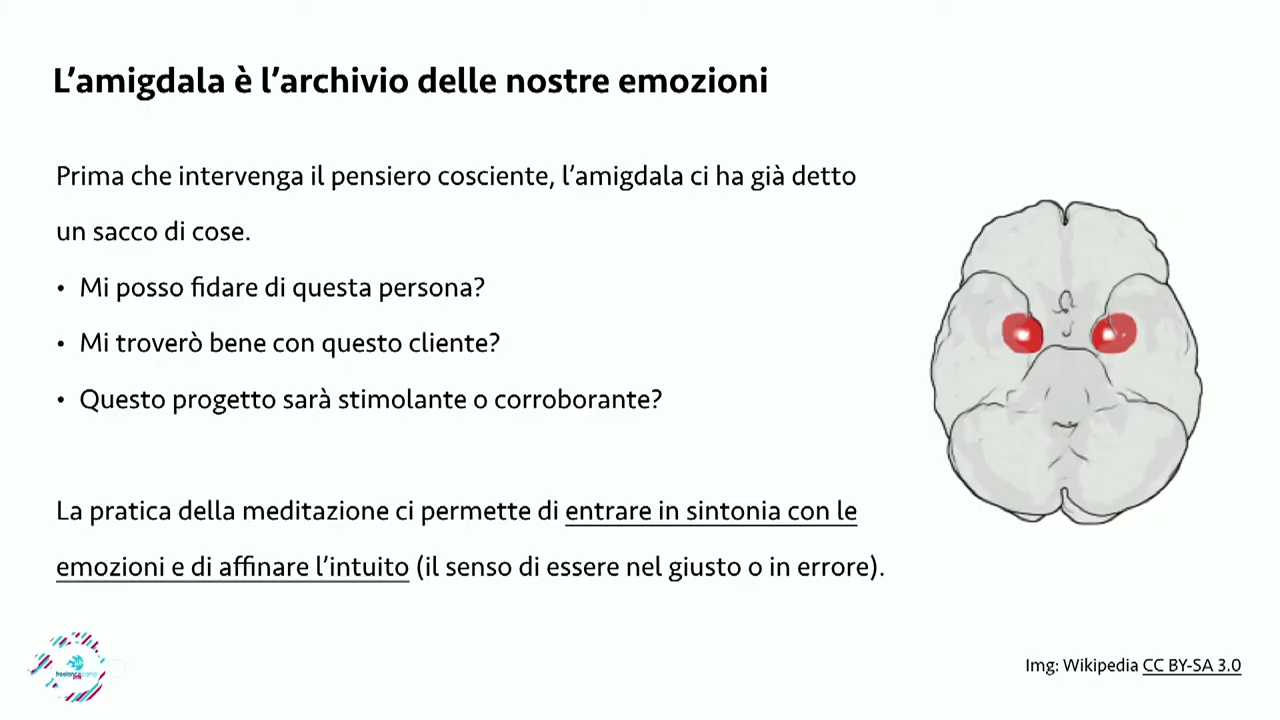 L’amigdala è l’archivio delle nostre emozioni
Prima che intervenga il pensiero cosciente, l’amigdala ci ha già detto
un sacco di cose.
• Mi posso fidare di questa persona?
• Mi troverò bene con questo cliente?
• Questo progetto sarà stimolante o corroborante?
La pratica della meditazione ci permette di entrare in sintonia con le
emozioni e di affinare l’intuito (il senso di essere nel giusto o in errore).
freelancecamp
Img: Wikipedia CC BY-SA 3.0